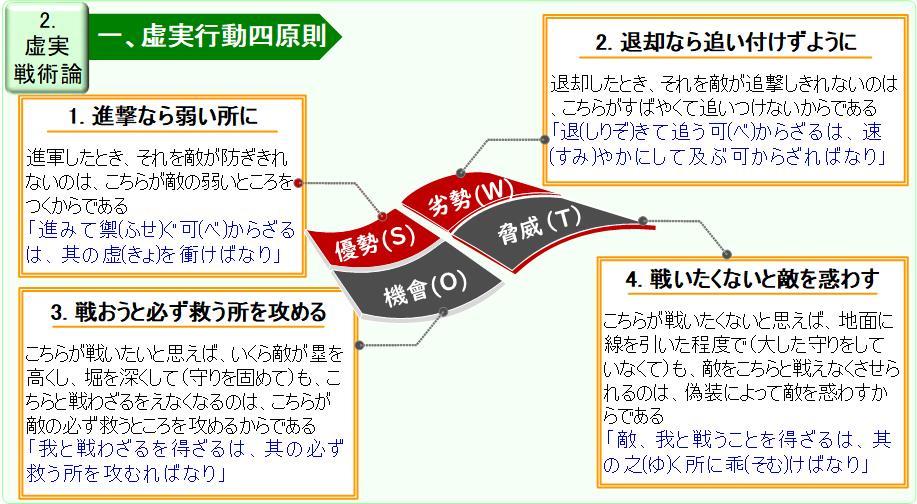 2.
虚実
戦術論
一、虚実行動四原則
1. 進撃なら弱い所に
進軍したとき、それを敵が防ぎきれ
ないのは、こちらが敵の弱いところを
つくからである
「進みて禦(ふせ)ぐ可(べ)からざる
は、其の虚(きょ)を衝けばなり」
2. 退却なら追い付けずように
退却したとき、それを敵が追撃しきれないのは
、こちらがすばやくて追いつけないからである
「退(しりぞ)きて追う可(べ)からざるは、速
(すみ)やかにして及ぶ可からざればなり」
優勢(S)
劣勢(W)
機會(O)
脅威(T)
3. 戦おうと必ず救う所を攻める
こちらが戦いたいと思えば、いくら敵が塁を
高くし、堀を深くして(守りを固めて)も、こ
ちらと戦わざるをえなくなるのは、こちらが
敵の必ず救うところを攻めるからである
「我と戦わざるを得ざるは、其の必ず
救う所を攻むればなり」
4. 戦いたくないと敵を惑わす
こちらが戦いたくないと思えば、地面に
線を引いた程度で(大した守りをして
いなくて)も、敵をこちらと戦えなくさせら
れるのは、偽装によって敵を惑わすか
らである
「敵、我と戦うことを得ざるは、其
の之(ゆ)く所に乖(そむ)けばなり」